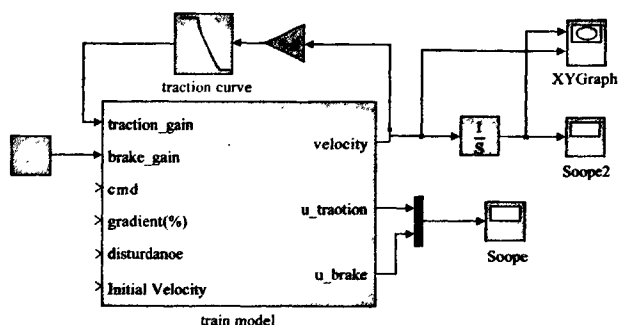 traction curve
XYGraph
traction_gain
brake_gain
cmd
gradient(%)
disturdanoe
Initial Velocity
velocity
u_traotion
u_brake
1
S
Soope2
Soope
train model